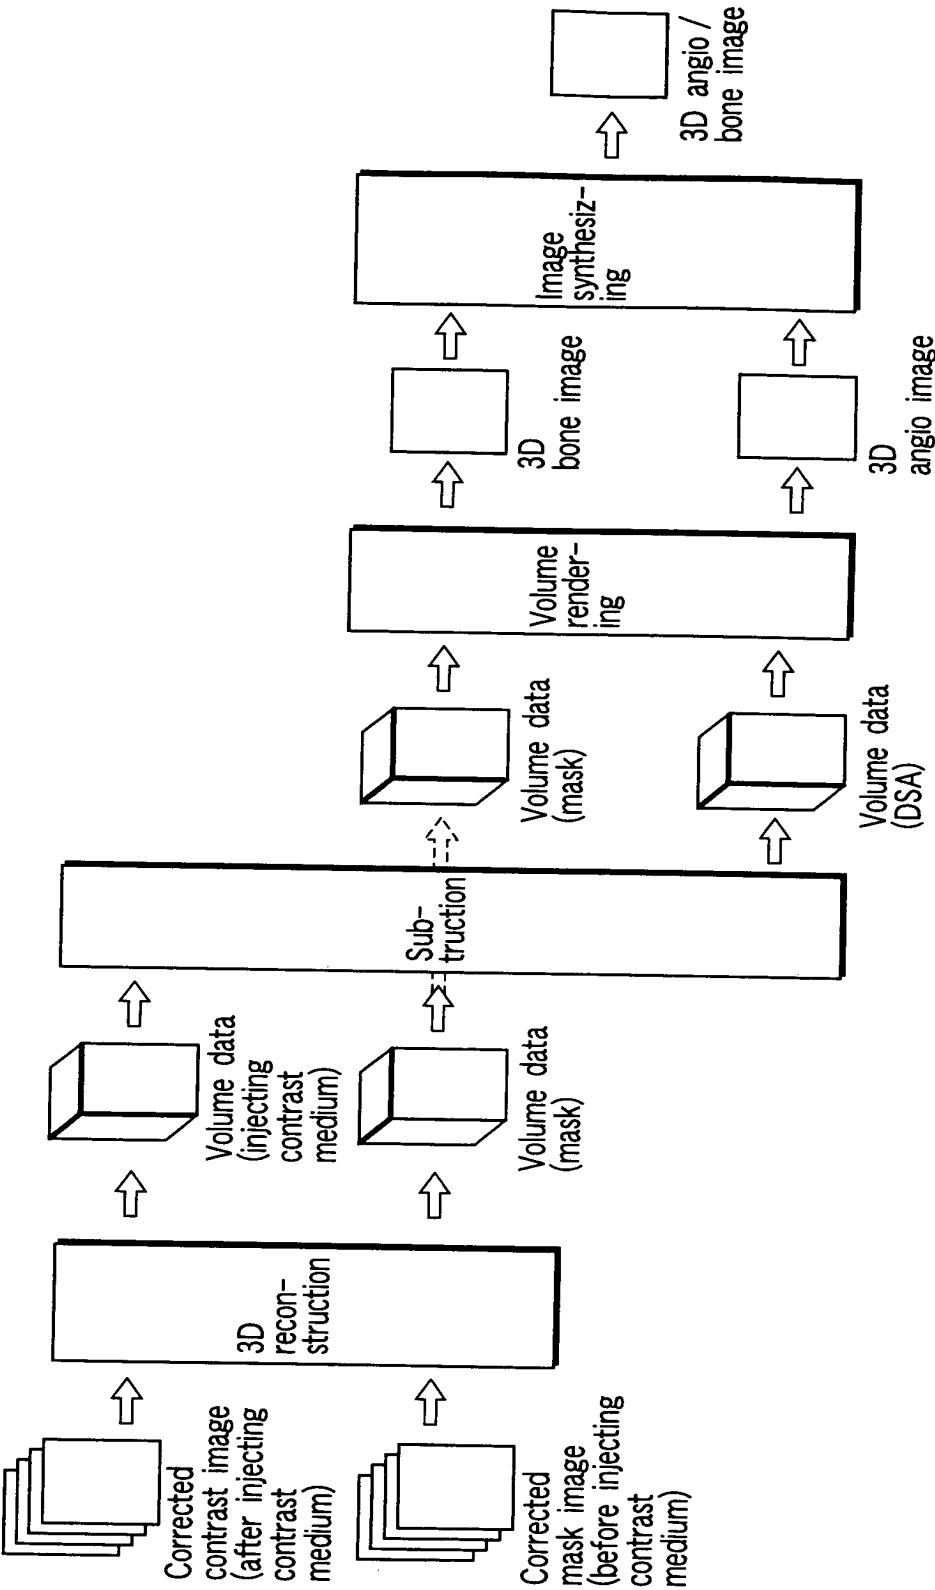 Corrected
contrast image
(after injecting
contrast
medium)
Corrected
mask image
(before injecting
contrast
medium)
3D
recon-
struction
Volume data
(injecting
contrast
medium)
Volume data
(mask)
Sub-
truction
Volume data
(mask)
Volume data
(DSA)
Volume
render-
ing
3D
bone image
3D
angio image
Image
synthesiz-
ing
3D angio /
bone image